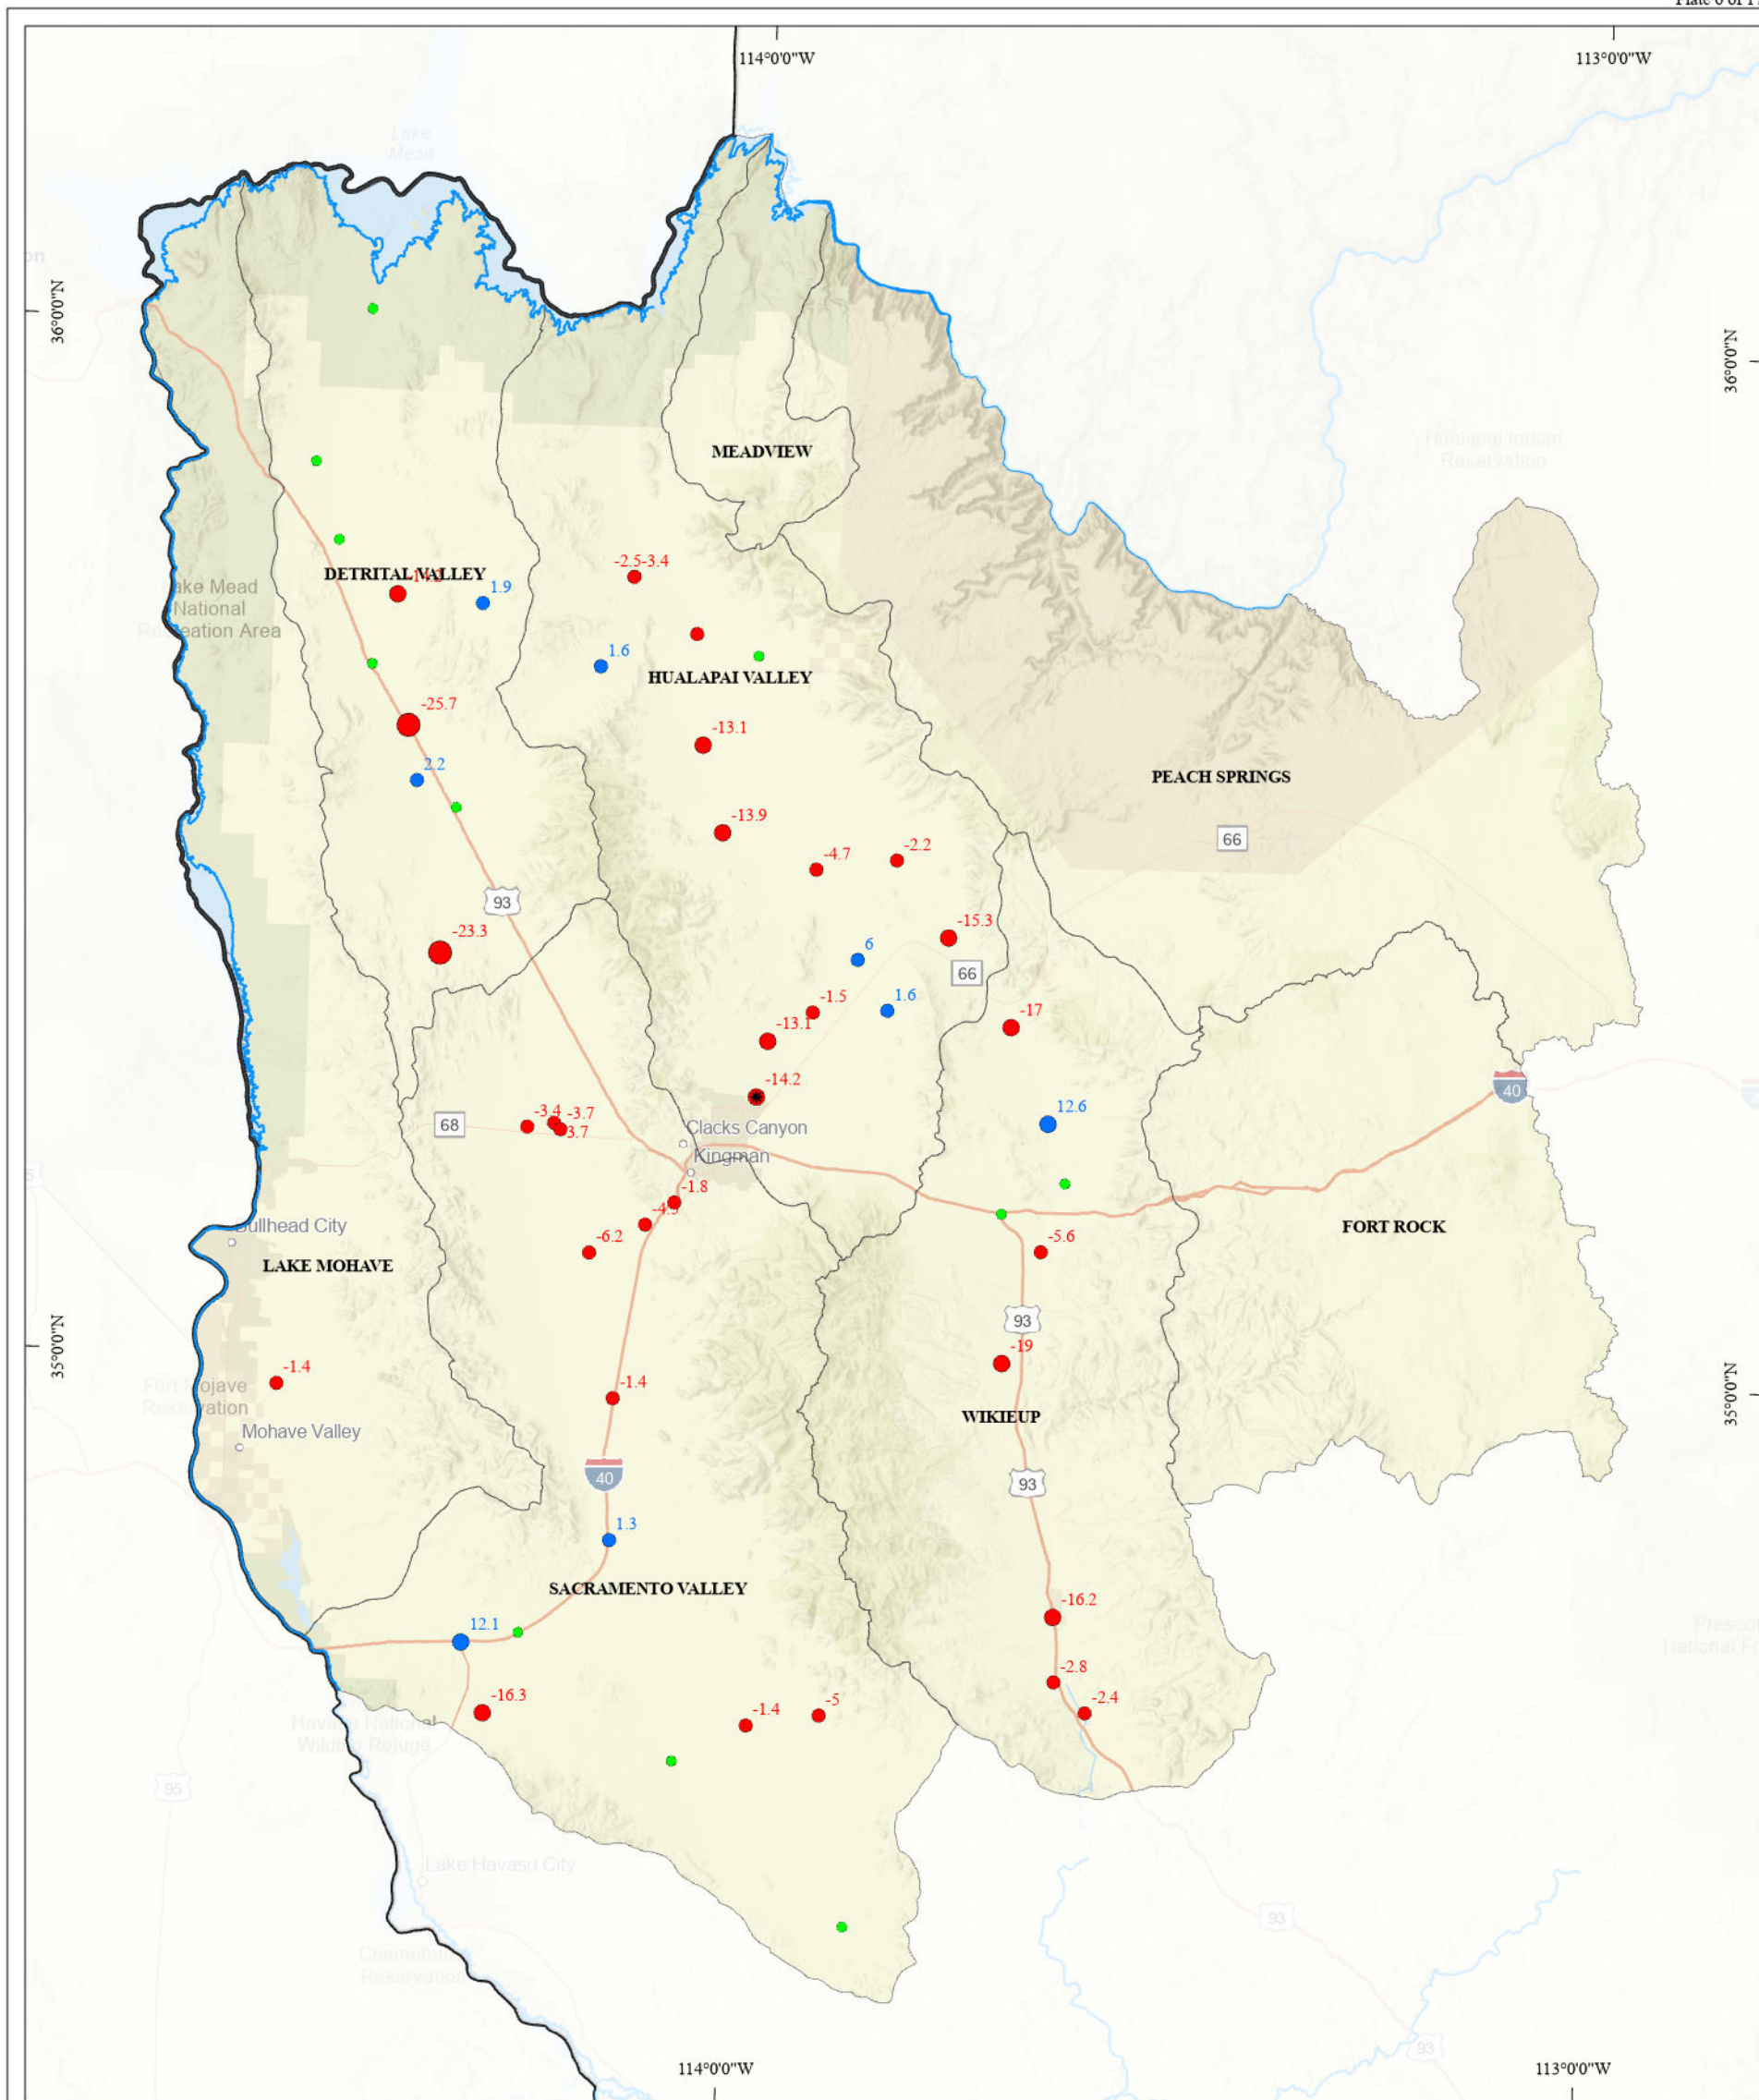 114°0'0"W
113°0'0"W
Lake
Mead
36°0'0"N
36°0'0"N
Hualapai Indian
Reservation
MEADVIEW
-2.5
-3.4
DETRITAL VALLEY
Lake Mead
National
Recreation Area
1.9
1.6
HUALAPAI VALLEY
-25.7
-13.1
2.2
PEACH SPRINGS
-13.9
66
-4.7
-2.2
93
-23.3
-15.3
6
66
1.6
-1.5
-17
-13.1
-14.2
40
12.6
68
-3.4
-3.7
3.7
Clacks Canyon
Kingman
-1.8
Bullhead City
-6.2
-5.6
FORT ROCK
LAKE MOHAVE
93
35°0'0"N
35°0'0"N
-19
-1.4
Fort Mojave
Reservation
-1.4
WIKIEUP
Mohave Valley
40
93
1.3
SACRAMENTO VALLEY
-16.2
12.1
-2.8
-16.3
-1.4
-5
-2.4
Havasu National
Wildlife Refuge
95
Lake Havasu City
93
Chemehuevi
Reservation
93
114°0'0"W
113°0'0"W